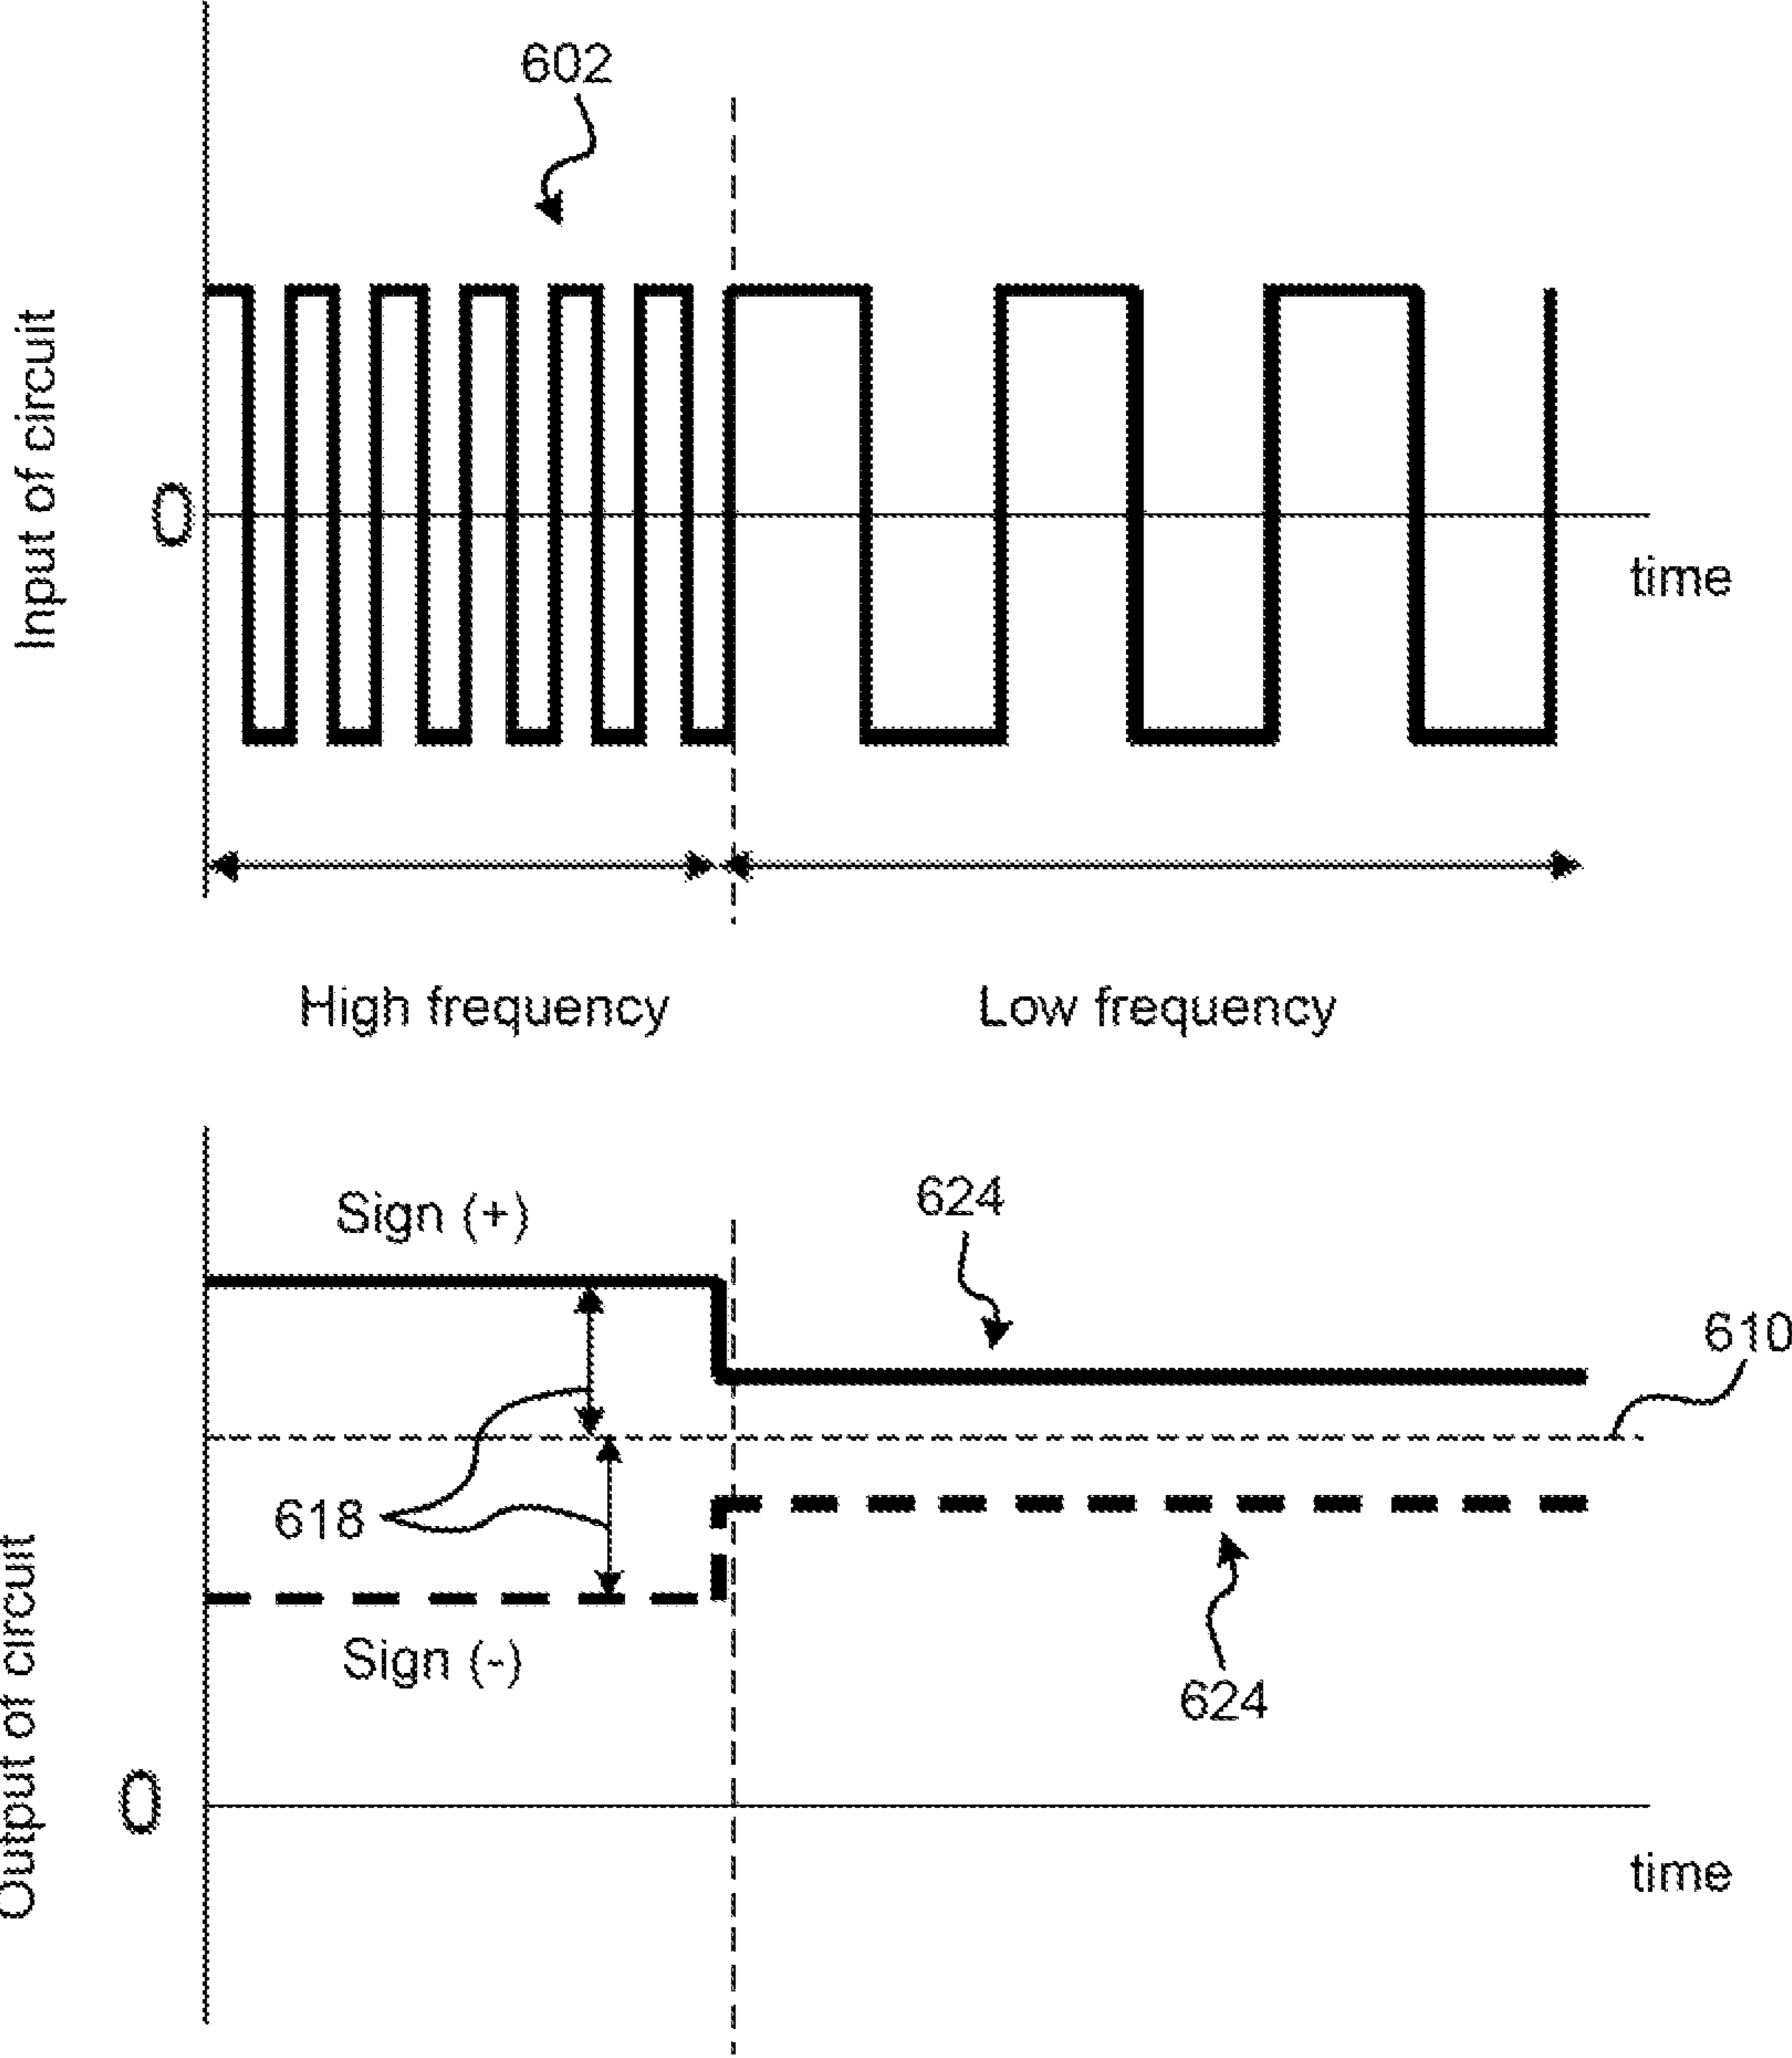 602
Input of circuit
0
time
High frequency
Low frequency
Sign (+)
624
610
618
Sign (-)
624
Output of circuit
0
time